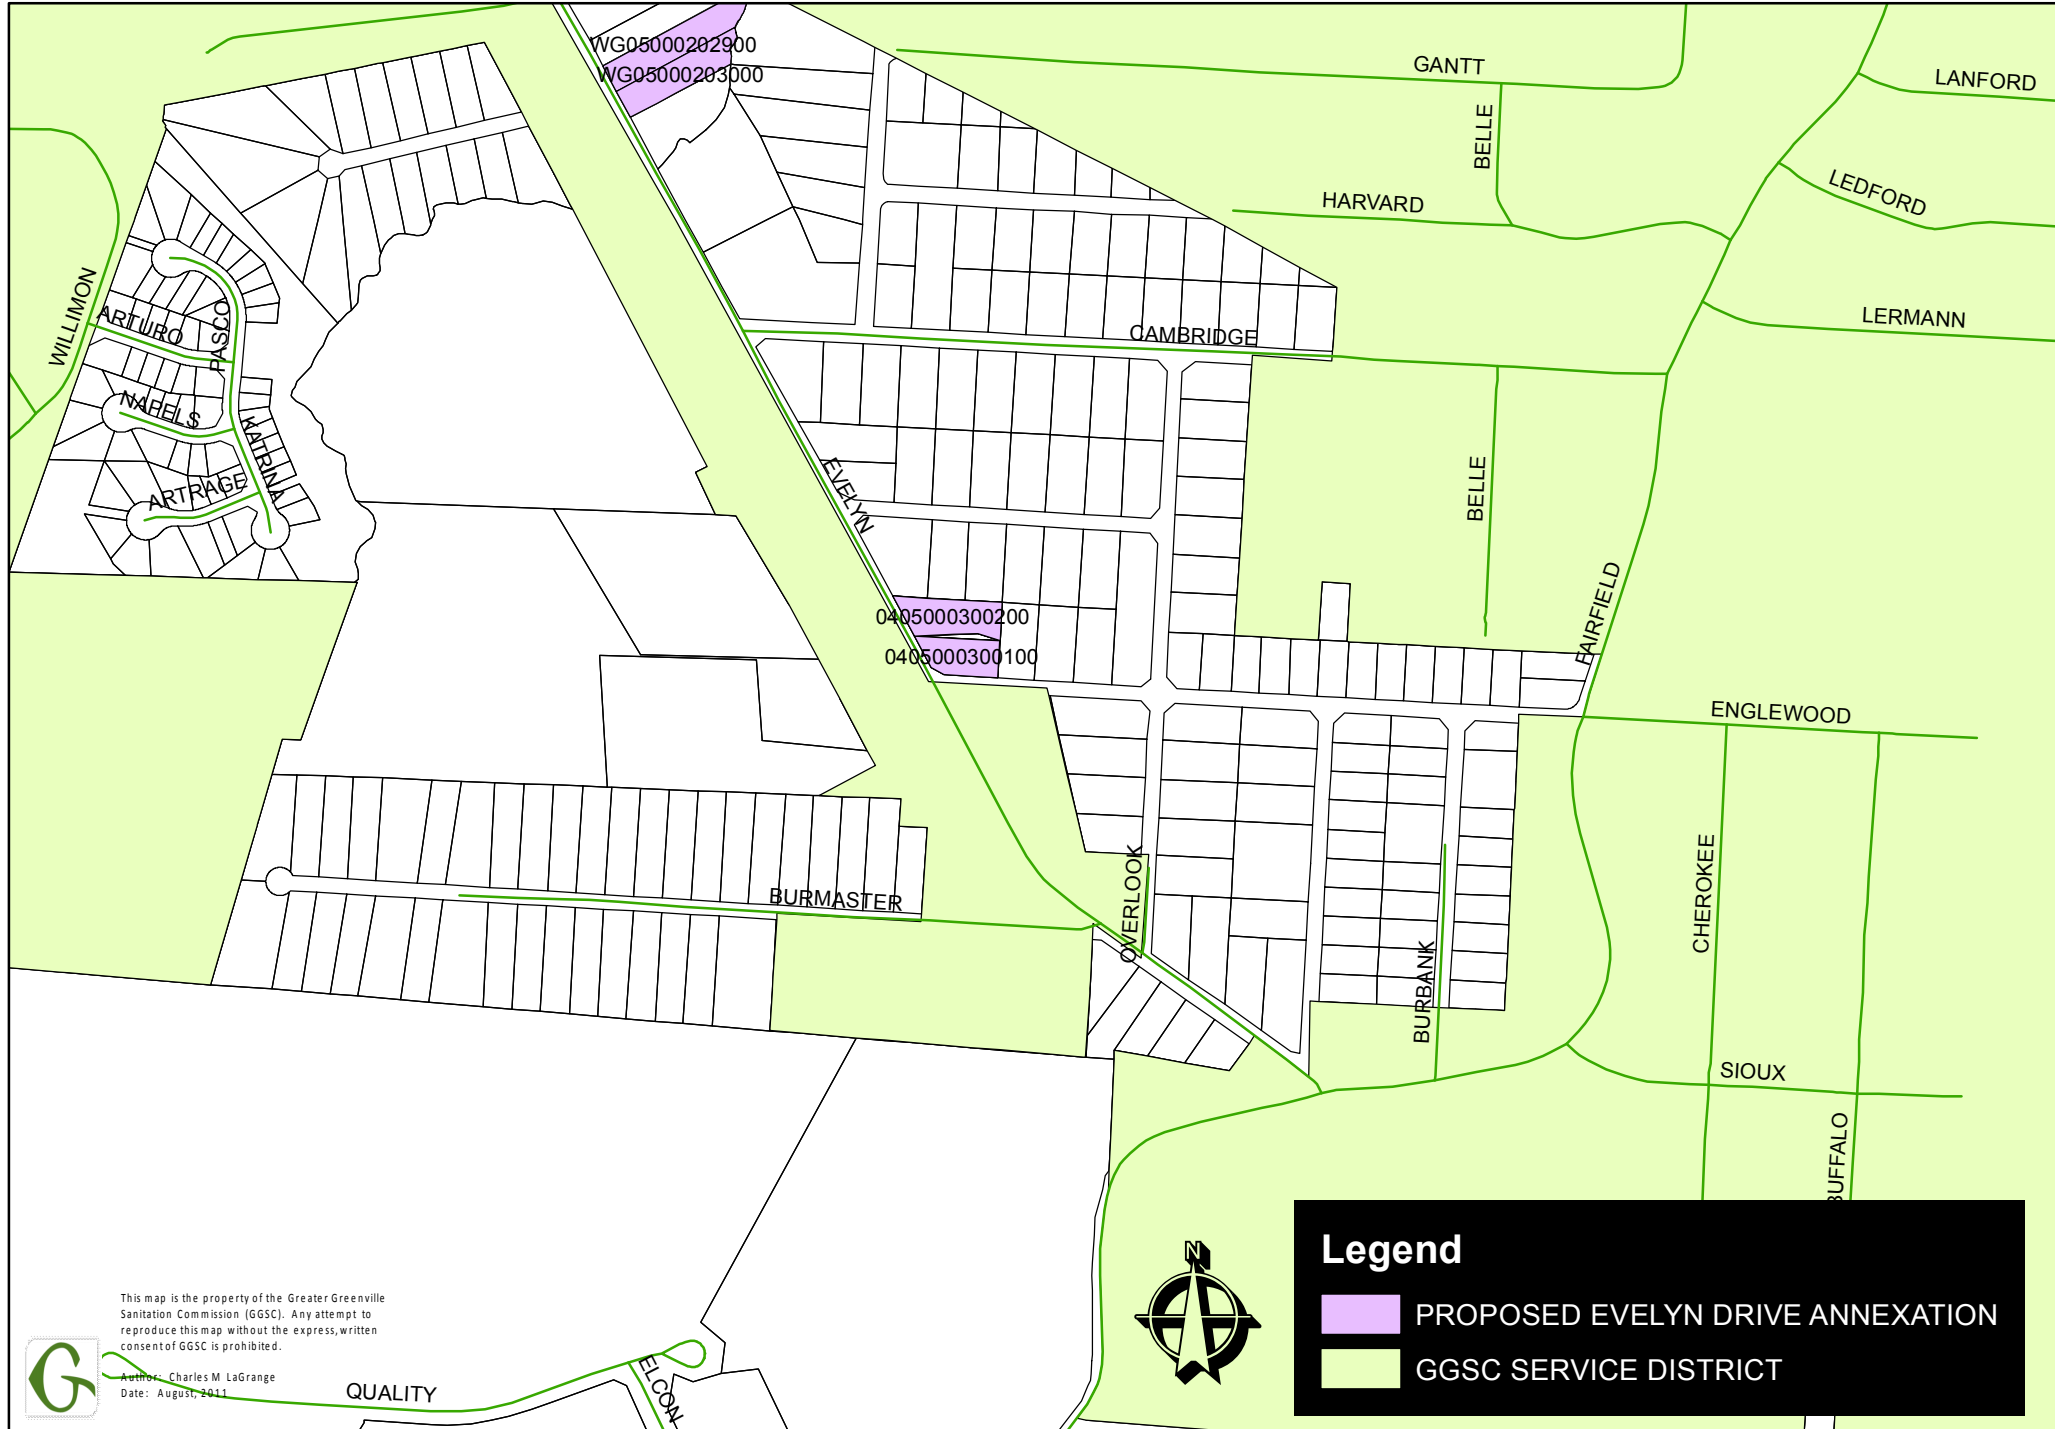 WG05000202900
WG05000203000
GANTT
LANFORD
BELLE
LEDFORD
HARVARD
WILLIMON
ARTURO
PASCO
LERMANN
CAMBRIDGE
NAPELS
KATRINA
ARTRAGE
EVELYN
BELLE
FAIRFIELD
0405000300200
0405000300100
ENGLEWOOD
CHEROKEE
BURMASTER
OVERLOOK
BURBANK
SIOUX
BUFFALO
N
Legend
PROPOSED EVELYN DRIVE ANNEXATION
GGSC SERVICE DISTRICT
This map is the property of the Greater Greenville
Sanitation Commission (GGSC). Any attempt to
reproduce this map without the express, written
consent of GGSC is prohibited.
Author: Charles M LaGrange
Date: August, 2011
G
QUALITY
ELCON